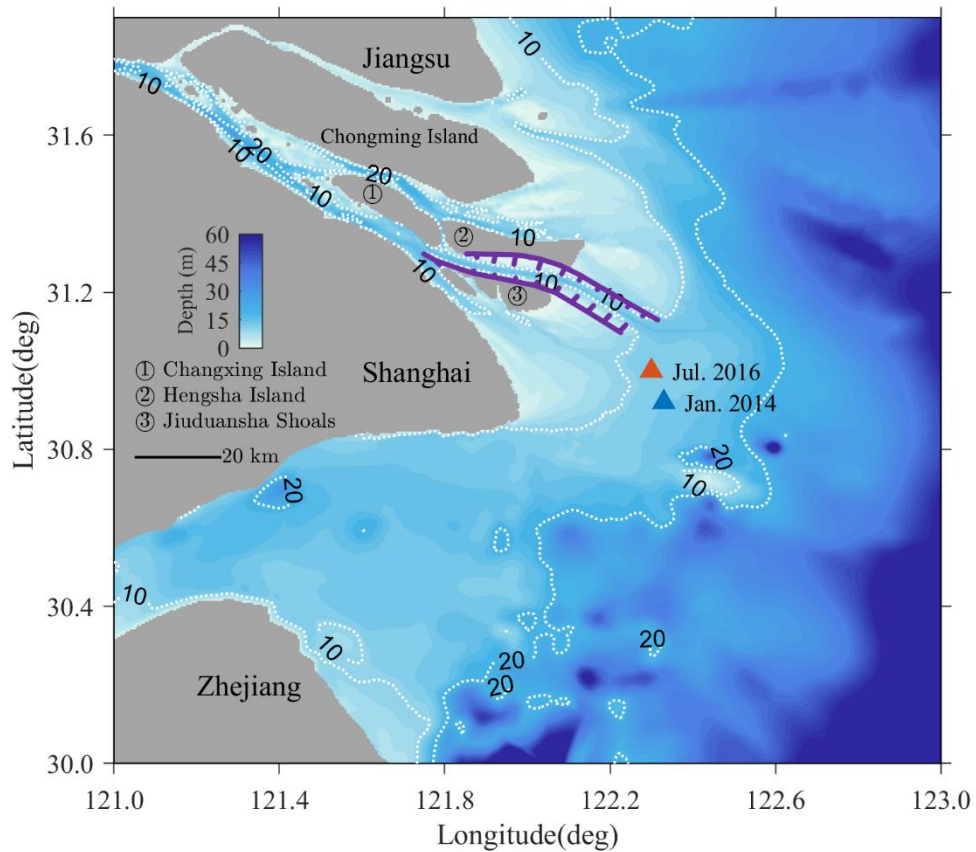 10
Jiangsu
10
31.6
Chongming Island
20
10
20
①
10
②
10
Depth (m)
60
45
30
15
0
10
10
10
③
31.2
① Changxing Island
② Hengsha Island
③ Jiuduansha Shoals
20 km
Shanghai
Jul. 2016
Jan. 2014
Latitude(deg)
30.8
20
10
20
30.4
10
10
20
20
20
Zhejiang
30.0
121.0
121.4
121.8
122.2
122.6
123.0
Longitude(deg)